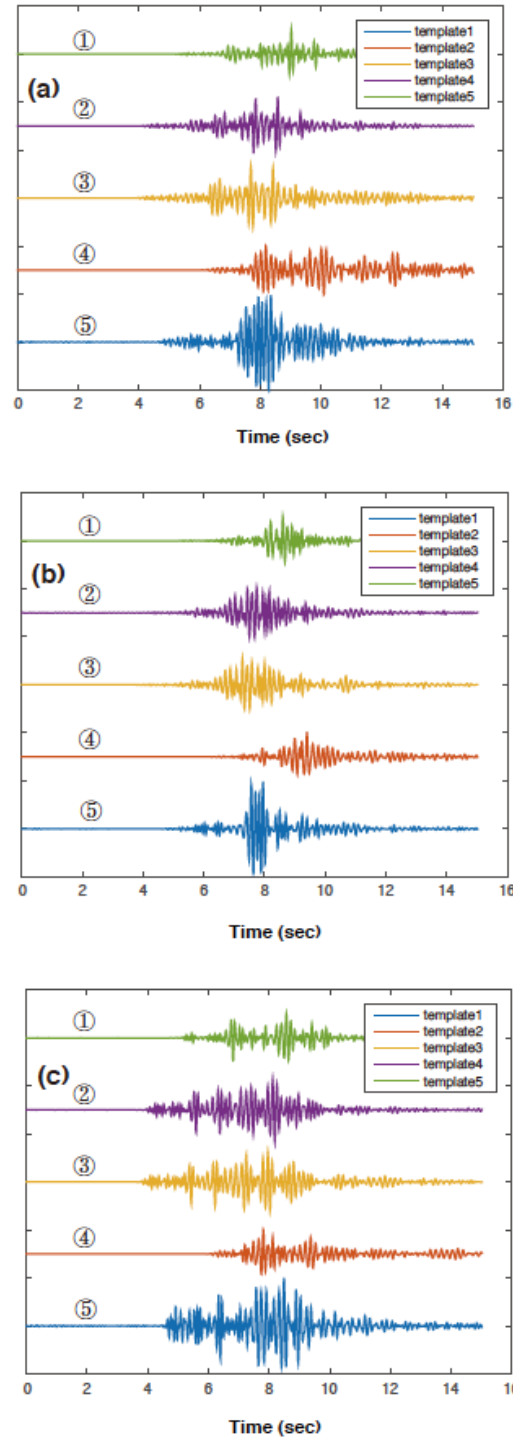 ①
template1
template2
(a)
template3
②
template4
template5
③
④
⑤
0 2 4 6 8 10 12 14 16
Time (sec)
①
template1
template2
(b)
template3
②
template4
template5
③
④
⑤
0 2 4 6 8 10 12 14 16
Time (sec)
①
template1
template2
(c)
template3
②
template4
template5
③
④
⑤
0 2 4 6 8 10 12 14 16
Time (sec)